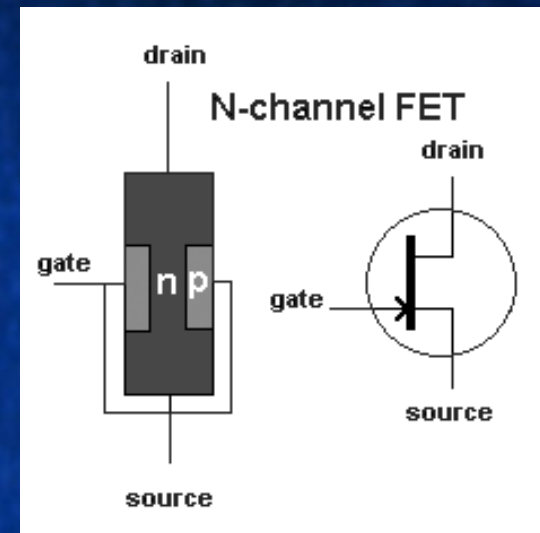 drain
N-channel FET
drain
gate
n p
gate
source
source